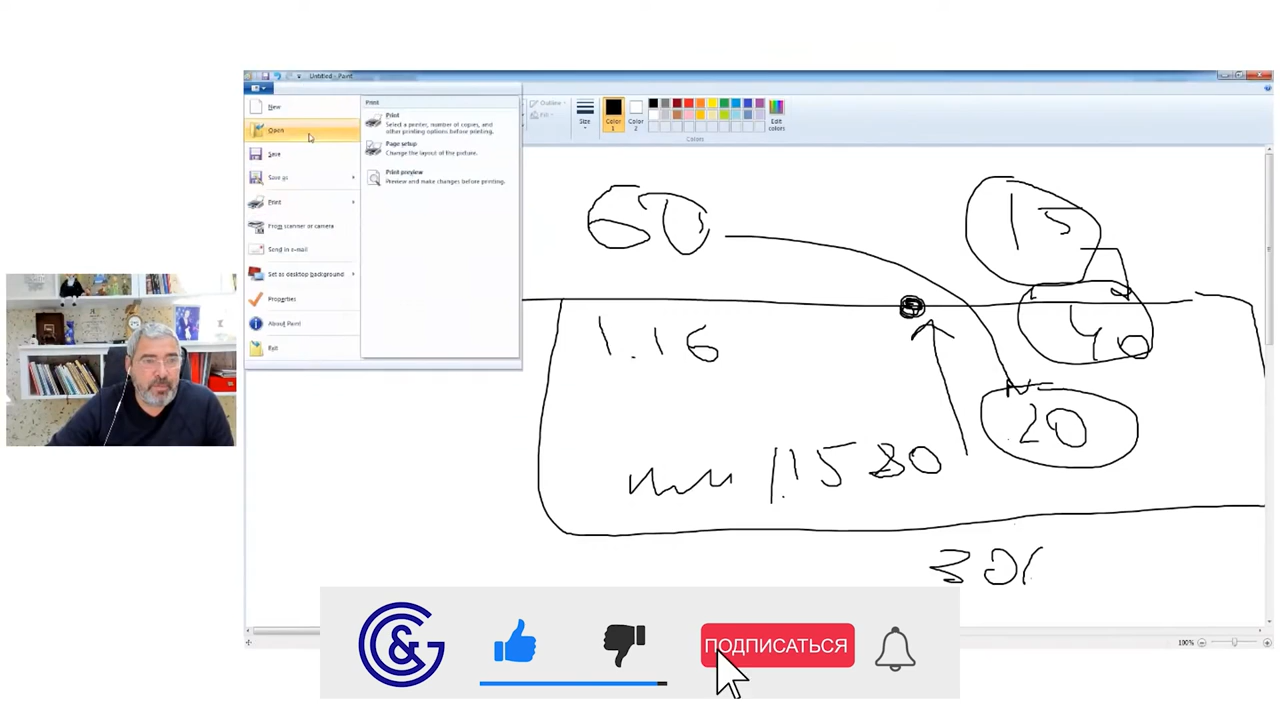 Untitled - Paint
New
Open
Save
Save as
Print
From scanner or camera
Send in e-mail
Set as desktop background
Properties
About Paint
Exit
Print
Print
Select a printer, number of copies, and
other printing options before printing.
Page setup
Change the layout of the picture.
Print preview
Preview and make changes before printing.
Outline
Fill
Size
Color
1
Color
2
Edit
colors
Colors
60
15
1.16
40
20
1.1580
30%
100%
G&G
ПОДПИСАТЬСЯ